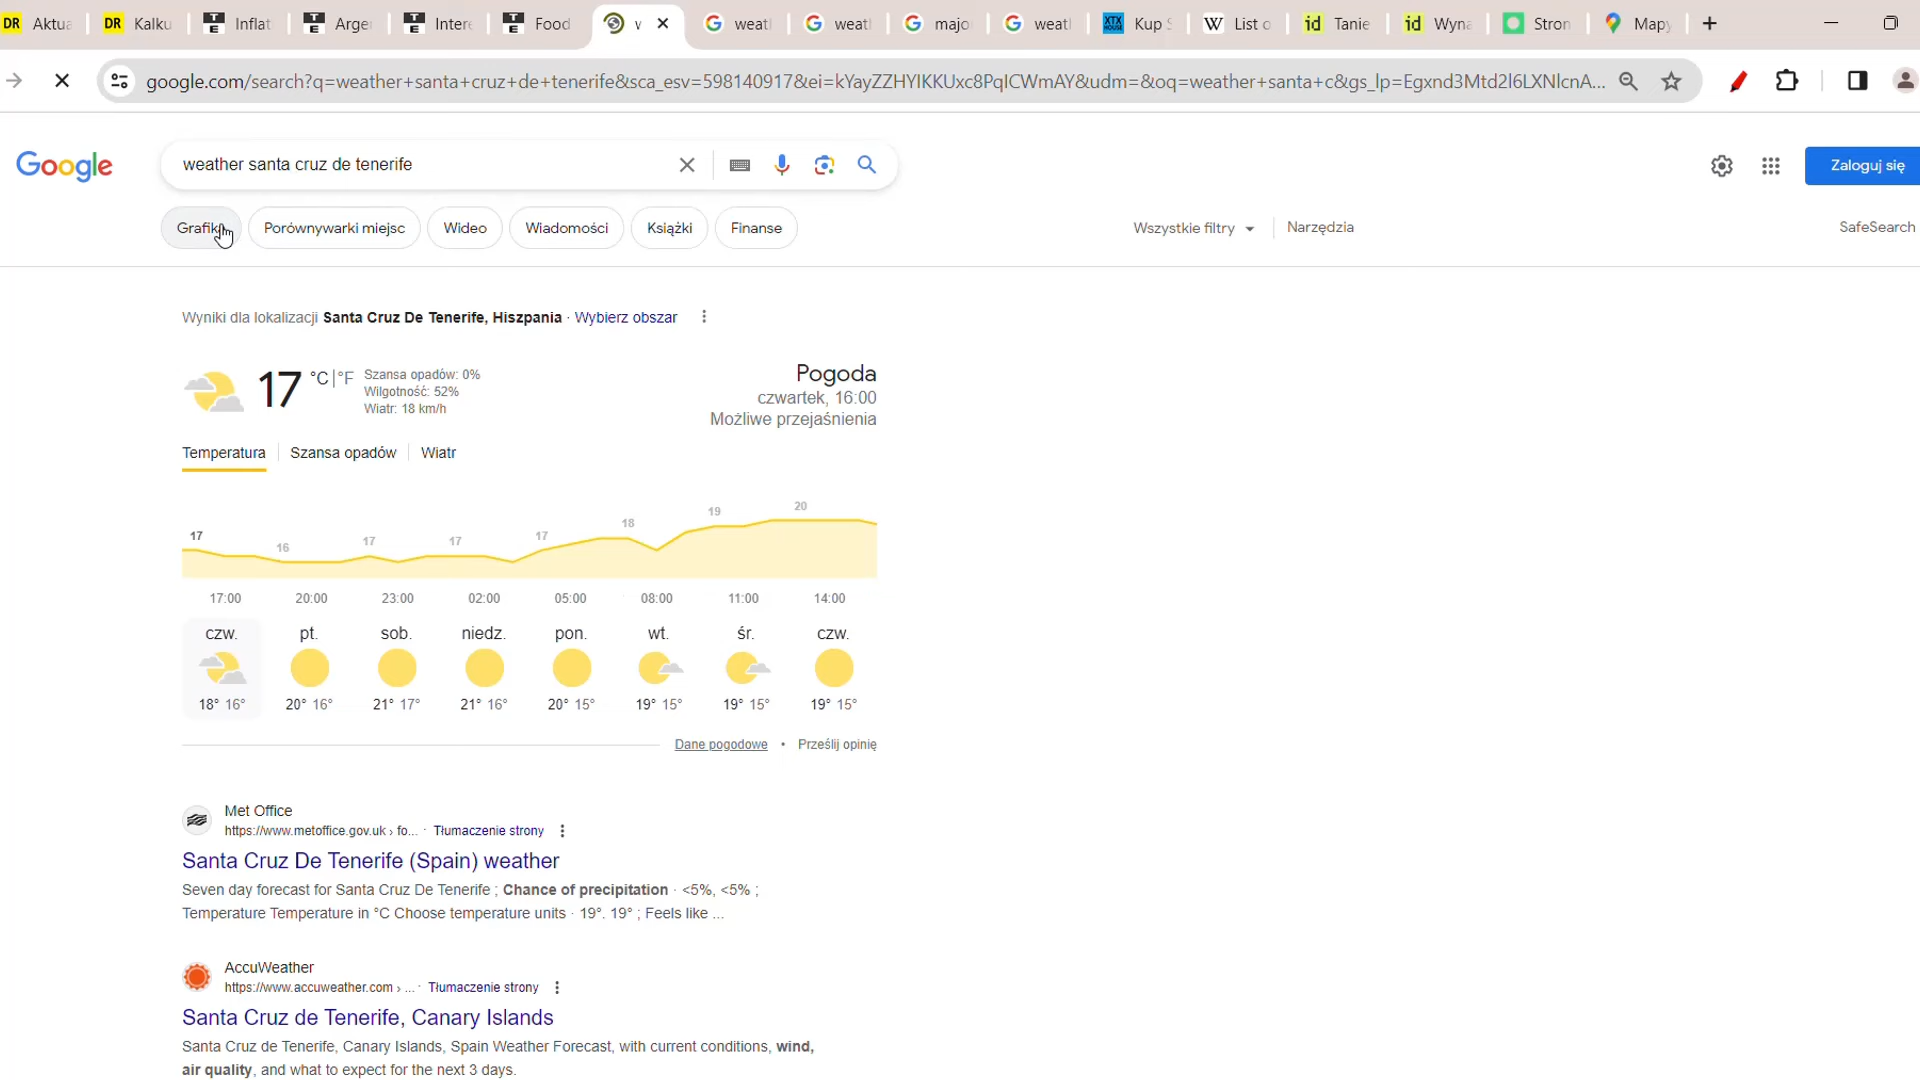 DR Aktua
DR Kalku
TE Inflat
TE Arge
TE Inter
TE Food
weat
weat
majo
weat
XTX HOUSE Kup S
W List o
id Tanie
id Wyna
Stron
Mapy
google.com/search?q=weather+santa+cruz+de+tenerife&sca_esv=598140917&ei=kYayZZHYIKKUxc8PqICWmAY&udm=&oq=weather+santa+c&gs_lp=Egxnd3Mtd2l6LXNlcnA...
Google
weather santa cruz de tenerife
Zaloguj się
Grafika
Porównywarki miejsc
Wideo
Wiadomości
Książki
Finanse
Wszystkie filtry
Narzędzia
SafeSearch
Wyniki dla lokalizacji Santa Cruz De Tenerife, Hiszpania · Wybierz obszar
17 °C | °F
Szansa opadów: 0%
Wilgotność: 52%
Wiatr: 18 km/h
Pogoda
czwartek, 16:00
Możliwe przejaśnienia
Temperatura
Szansa opadów
Wiatr
17 16 17 17 17 18 19 20
17:00 20:00 23:00 02:00 05:00 08:00 11:00 14:00
czw. pt. sob. niedz. pon. wt. śr. czw.
18° 16° 20° 16° 21° 17° 21° 16° 20° 15° 19° 15° 19° 15° 19° 15°
Dane pogodowe • Prześlij opinię
Met Office
https://www.metoffice.gov.uk › fo... · Tłumaczenie strony
Santa Cruz De Tenerife (Spain) weather
Seven day forecast for Santa Cruz De Tenerife ; Chance of precipitation · <5%, <5% ;
Temperature Temperature in °C Choose temperature units · 19°. 19° ; Feels like ...
AccuWeather
https://www.accuweather.com › ... · Tłumaczenie strony
Santa Cruz de Tenerife, Canary Islands
Santa Cruz de Tenerife, Canary Islands, Spain Weather Forecast, with current conditions, wind,
air quality, and what to expect for the next 3 days.